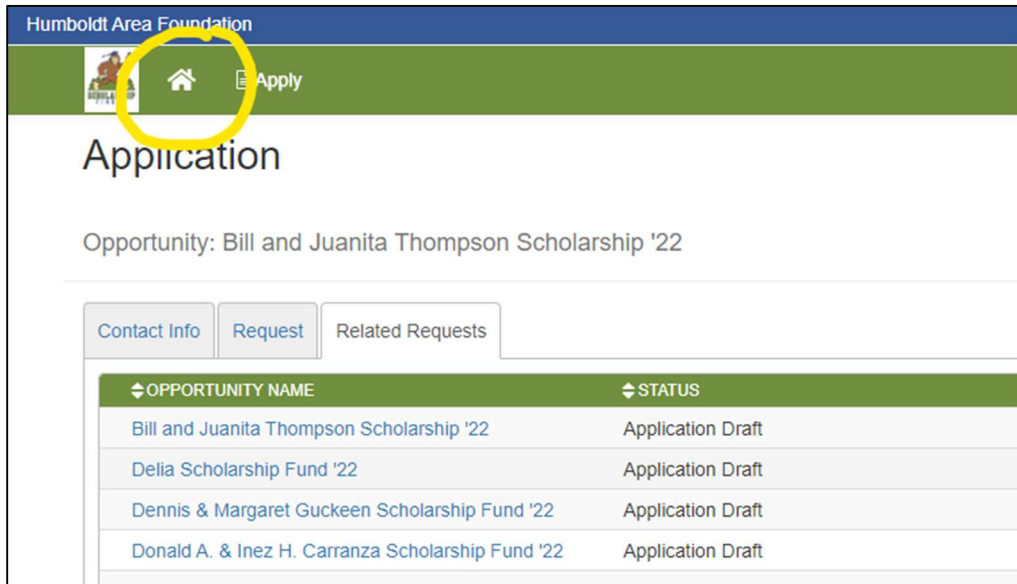 Humboldt Area Foundation
Apply
Application
Opportunity: Bill and Juanita Thompson Scholarship '22
Contact Info Request Related Requests
OPPORTUNITY NAME STATUS
Bill and Juanita Thompson Scholarship '22 Application Draft
Delia Scholarship Fund '22 Application Draft
Dennis & Margaret Guckeen Scholarship Fund '22 Application Draft
Donald A. & Inez H. Carranza Scholarship Fund '22 Application Draft